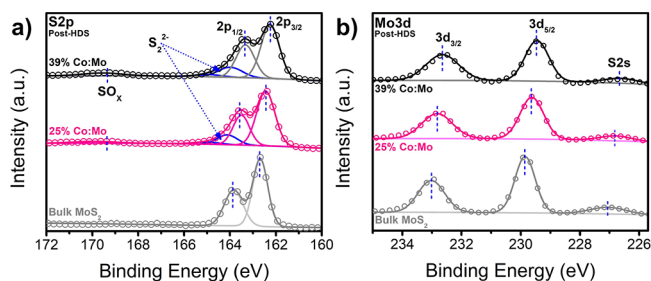 a)
S2p
Post-HDS
2p1/2
2p3/2
S2 2-
39% Co:Mo
SOX
25% Co:Mo
Bulk MoS2
Intensity (a.u.)
172 170 168 166 164 162 160
Binding Energy (eV)
b)
Mo3d
Post-HDS
3d3/2
3d5/2
S2s
39% Co:Mo
25% Co:Mo
Bulk MoS2
Intensity (a.u.)
234 231 228 226
Binding Energy (eV)